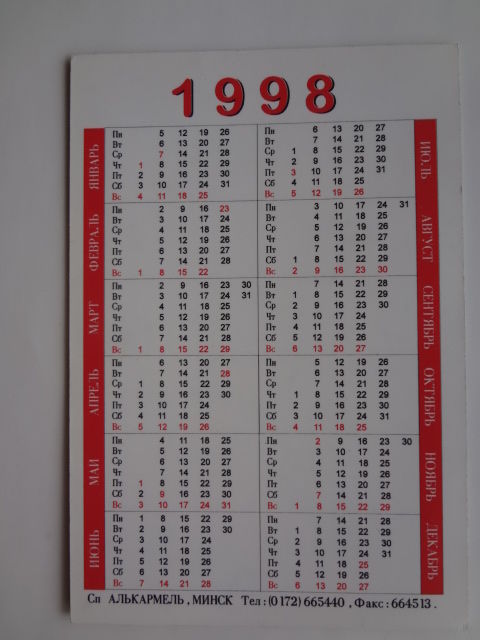 1998
ЯНВАРЬ
Пн 5 12 19 26
Вт 6 13 20 27
Ср 7 14 21 28
Чт 1 8 15 22 29
Пт 2 9 16 23 30
Сб 3 10 17 24 31
Вс 4 11 18 25
ФЕВРАЛЬ
Пн 2 9 16 23
Вт 3 10 17 24
Ср 4 11 18 25
Чт 5 12 19 26
Пт 6 13 20 27
Сб 7 14 21 28
Вс 1 8 15 22
МАРТ
Пн 2 9 16 23 30
Вт 3 10 17 24 31
Ср 4 11 18 25
Чт 5 12 19 26
Пт 6 13 20 27
Сб 7 14 21 28
Вс 1 8 15 22 29
АПРЕЛЬ
Пн 6 13 20 27
Вт 7 14 21 28
Ср 1 8 15 22 29
Чт 2 9 16 23 30
Пт 3 10 17 24
Сб 4 11 18 25
Вс 5 12 19 26
МАИ
Пн 4 11 18 25
Вт 5 12 19 26
Ср 6 13 20 27
Чт 7 14 21 28
Пт 1 8 15 22 29
Сб 2 9 16 23 30
Вс 3 10 17 24 31
ИЮНЬ
Пн 1 8 15 22 29
Вт 2 9 16 23 30
Ср 3 10 17 24
Чт 4 11 18 25
Пт 5 12 19 26
Сб 6 13 20 27
Вс 7 14 21 28
ИЮЛЬ
Пн 6 13 20 27
Вт 7 14 21 28
Ср 1 8 15 22 29
Чт 2 9 16 23 30
Пт 3 10 17 24 31
Сб 4 11 18 25
Вс 5 12 19 26
АВГУСТ
Пн 3 10 17 24 31
Вт 4 11 18 25
Ср 5 12 19 26
Чт 6 13 20 27
Пт 7 14 21 28
Сб 1 8 15 22 29
Вс 2 9 16 23 30
СЕНТЯБРЬ
Пн 7 14 21 28
Вт 1 8 15 22 29
Ср 2 9 16 23 30
Чт 3 10 17 24
Пт 4 11 18 25
Сб 5 12 19 26
Вс 6 13 20 27
ОКТЯБРЬ
Пн 5 12 19 26
Вт 6 13 20 27
Ср 7 14 21 28
Чт 1 8 15 22 29
Пт 2 9 16 23 30
Сб 3 10 17 24 31
Вс 4 11 18 25
НОЯБРЬ
Пн 2 9 16 23 30
Вт 3 10 17 24
Ср 4 11 18 25
Чт 5 12 19 26
Пт 6 13 20 27
Сб 7 14 21 28
Вс 1 8 15 22 29
ДЕКАБРЬ
Пн 7 14 21 28
Вт 1 8 15 22 29
Ср 2 9 16 23 30
Чт 3 10 17 24 31
Пт 4 11 18 25
Сб 5 12 19 26
Вс 6 13 20 27
Сп АЛЬКАРМЕЛЬ, МИНСК Тел:(0172)665440, Факс:664513.